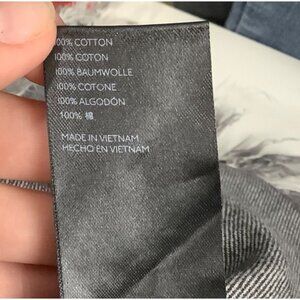 100% COTTON
100% COTON
100% BAUMWOLLE
100% COTONE
100% ALGODÓN
100% 棉
MADE IN VIETNAM
HECHO EN VIETNAM